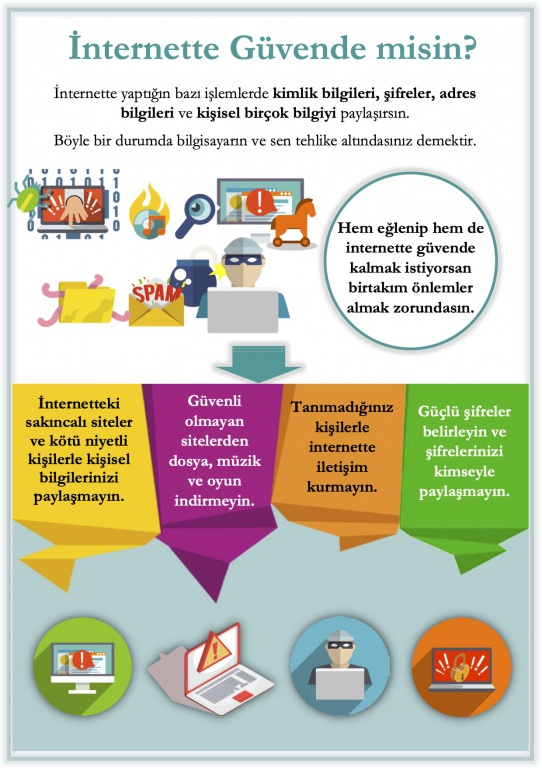 İnternette Güvende misin?
İnternette yaptığın bazı işlemlerde kimlik bilgileri, şifreler, adres
bilgileri ve kişisel birçok bilgiyi paylaşırsın.
Böyle bir durumda bilgisayarın ve sen tehlike altındasınız demektir.
SPAM
Hem eğlenip hem de
internette güvende
kalmak istiyorsan
birtakım önlemler
almak zorundasın.
İnternetteki
sakıncalı siteler
ve kötü niyetli
kişilerle kişisel
bilgilerinizi
paylaşmayın.
Güvenli
olmayan
sitelerden
dosya, müzik
ve oyun
indirmeyin.
Tanımadığınız
kişilerle
internette
iletişim
kurmayın.
Güçlü şifreler
belirleyin ve
şifrelerinizi
kimseyle
paylaşmayın.